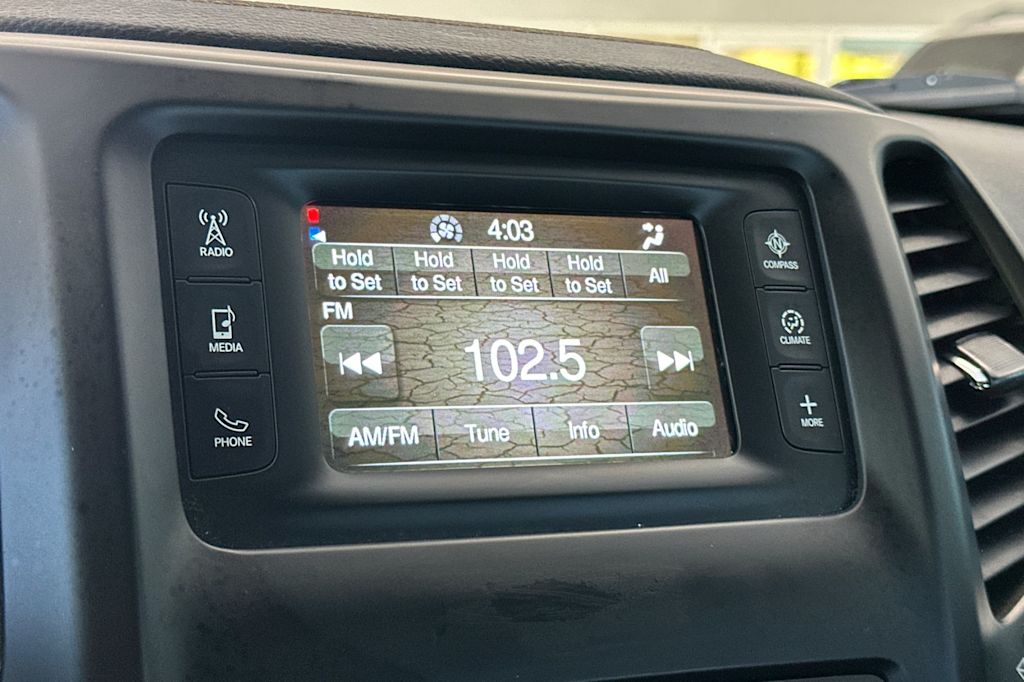 RADIO
MEDIA
PHONE
4:03
Hold to Set
Hold to Set
Hold to Set
Hold to Set
All
FM
102.5
AM/FM
Tune
Info
Audio
N
COMPASS
CLIMATE
MORE